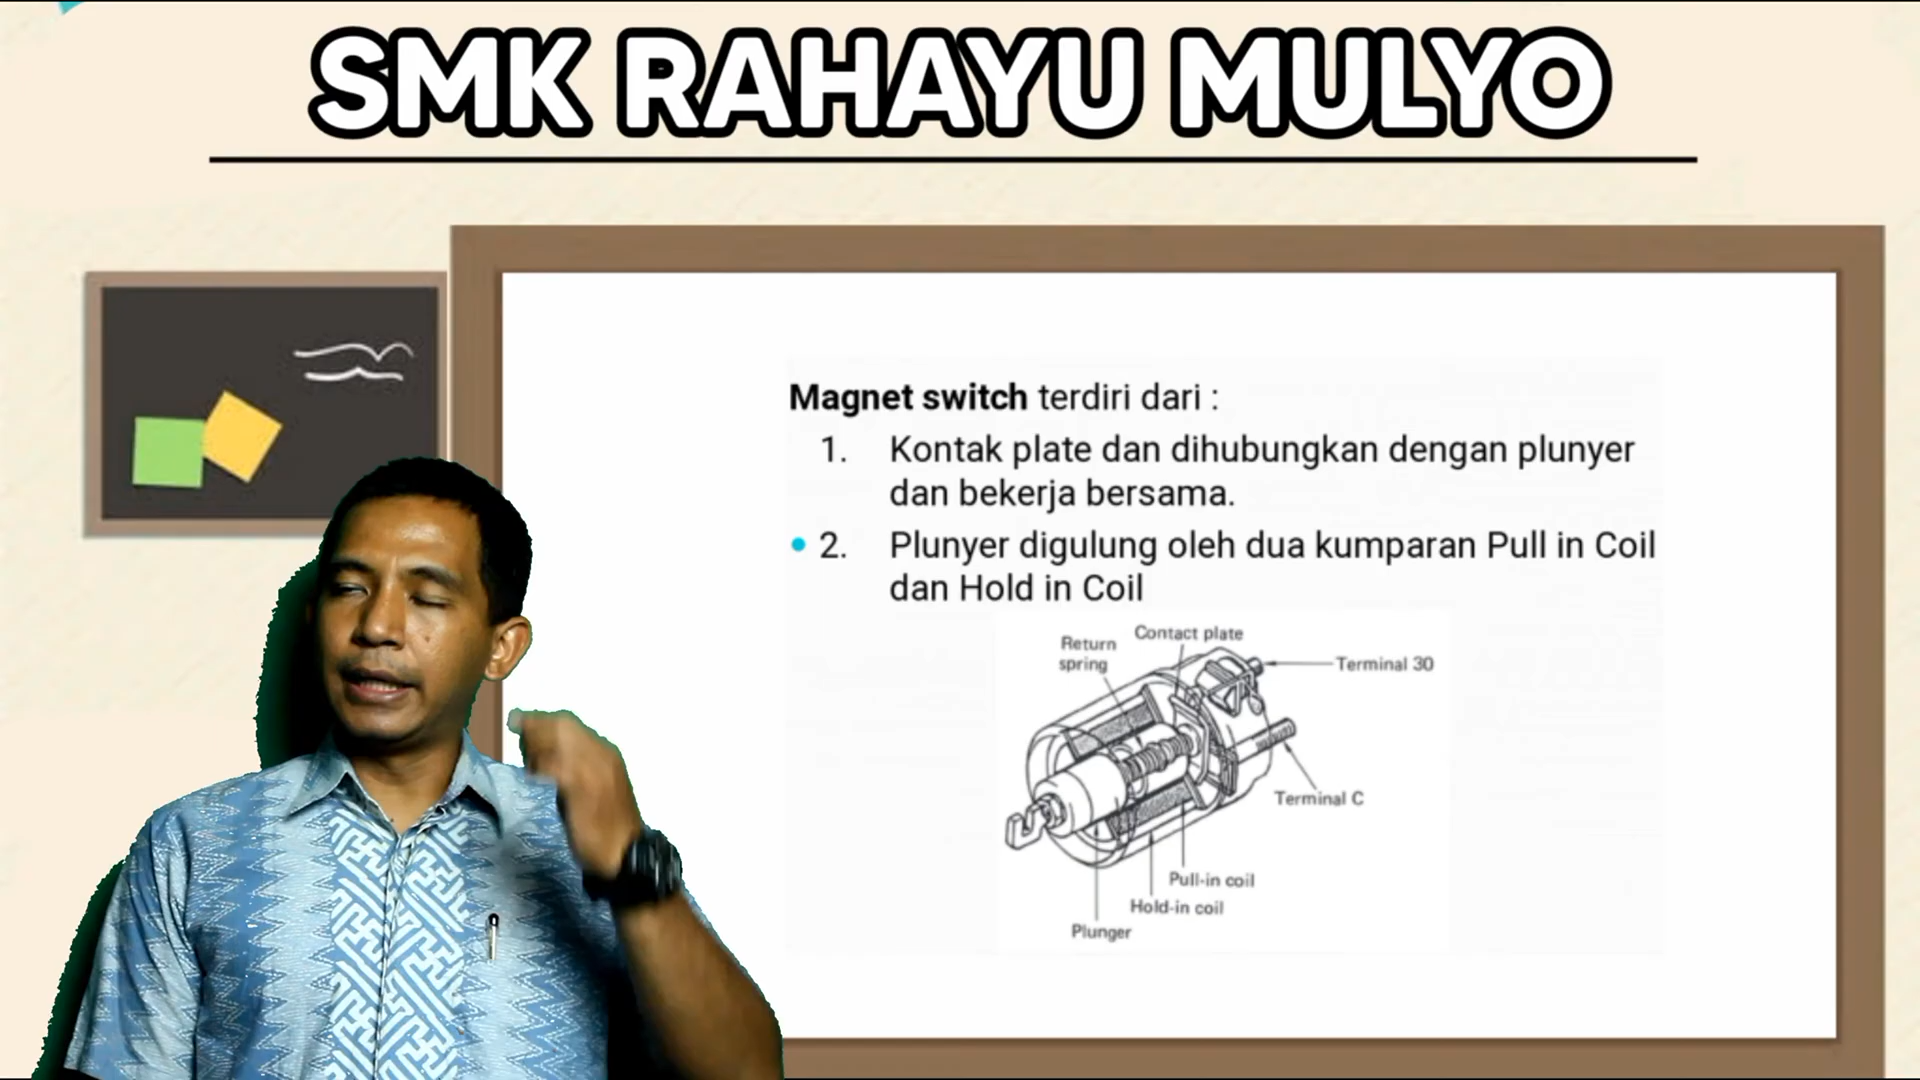 SMK RAHAYU MULYO
Magnet switch terdiri dari :
1. Kontak plate dan dihubungkan dengan plunyer
dan bekerja bersama.
• 2. Plunyer digulung oleh dua kumparan Pull in Coil
dan Hold in Coil
Contact plate
Return
spring
Terminal 30
Terminal C
Pull-in coil
Hold-in coil
Plunger